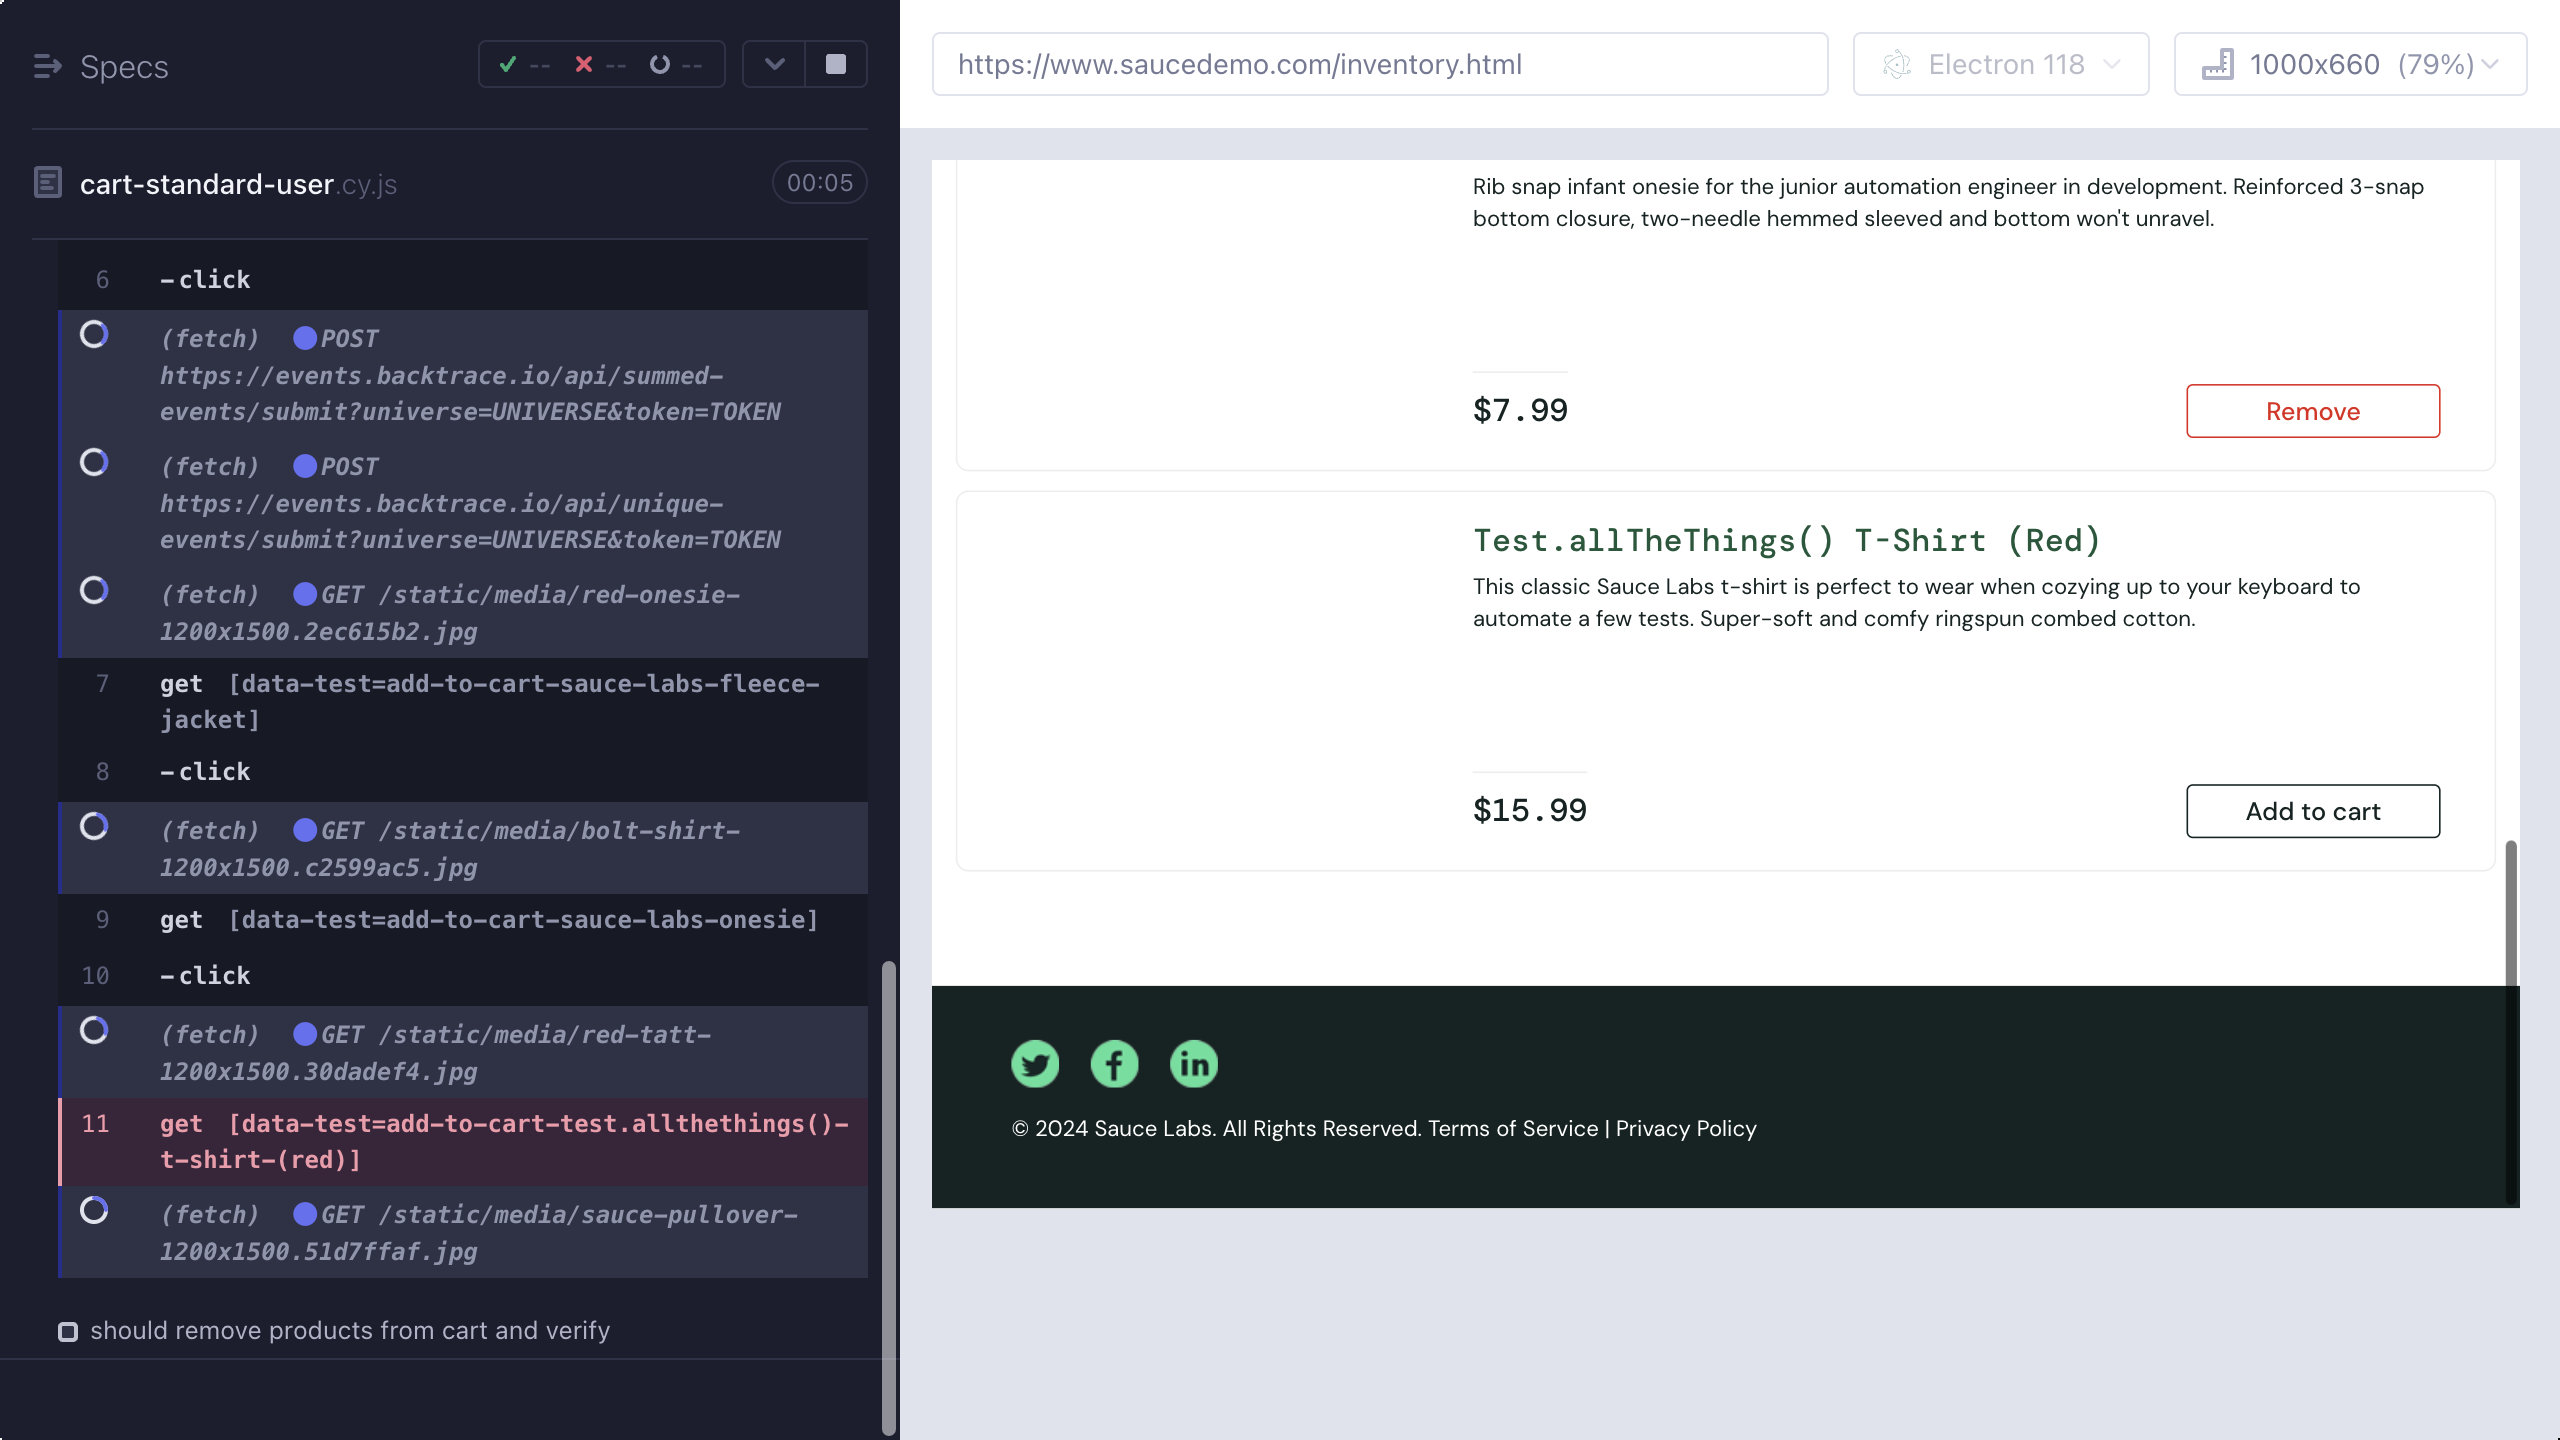 Specs
-- -- --
cart-standard-user.cy.js
00:05
6 -click
(fetch) POST
https://events.backtrace.io/api/summed-
events/submit?universe=UNIVERSE&token=TOKEN
(fetch) POST
https://events.backtrace.io/api/unique-
events/submit?universe=UNIVERSE&token=TOKEN
(fetch) GET /static/media/red-onesie-
1200x1500.2ec615b2.jpg
7 get [data-test=add-to-cart-sauce-labs-fleece-
jacket]
8 -click
(fetch) GET /static/media/bolt-shirt-
1200x1500.c2599ac5.jpg
9 get [data-test=add-to-cart-sauce-labs-onesie]
10 -click
(fetch) GET /static/media/red-tatt-
1200x1500.30dadef4.jpg
11 get [data-test=add-to-cart-test.allthethings()-
t-shirt-(red)]
(fetch) GET /static/media/sauce-pullover-
1200x1500.51d7ffaf.jpg
should remove products from cart and verify
https://www.saucedemo.com/inventory.html
Electron 118
1000x660 (79%)
Rib snap infant onesie for the junior automation engineer in development. Reinforced 3-snap
bottom closure, two-needle hemmed sleeved and bottom won't unravel.
$7.99
Remove
Test.allTheThings() T-Shirt (Red)
This classic Sauce Labs t-shirt is perfect to wear when cozying up to your keyboard to
automate a few tests. Super-soft and comfy ringspun combed cotton.
$15.99
Add to cart
© 2024 Sauce Labs. All Rights Reserved. Terms of Service | Privacy Policy